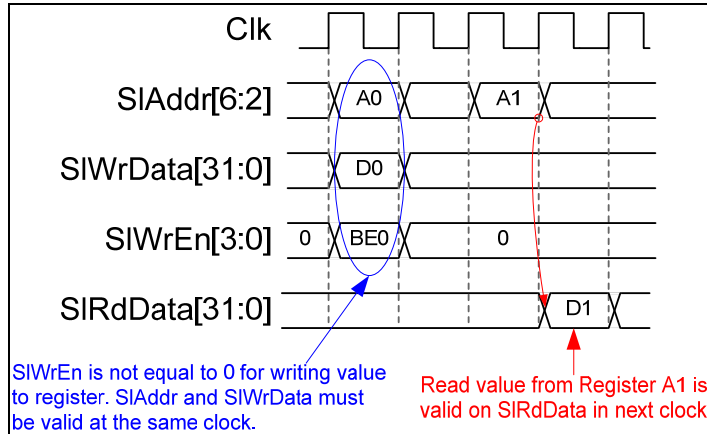 Clk
SlAddr[6:2] A0 A1
SlWrData[31:0] D0
SlWrEn[3:0] 0 BE0 0
SlRdData[31:0] D1
SlWrEn is not equal to 0 for writing value
to register. SlAddr and SlWrData must
be valid at the same clock.
Read value from Register A1 is
valid on SlRdData in next clock